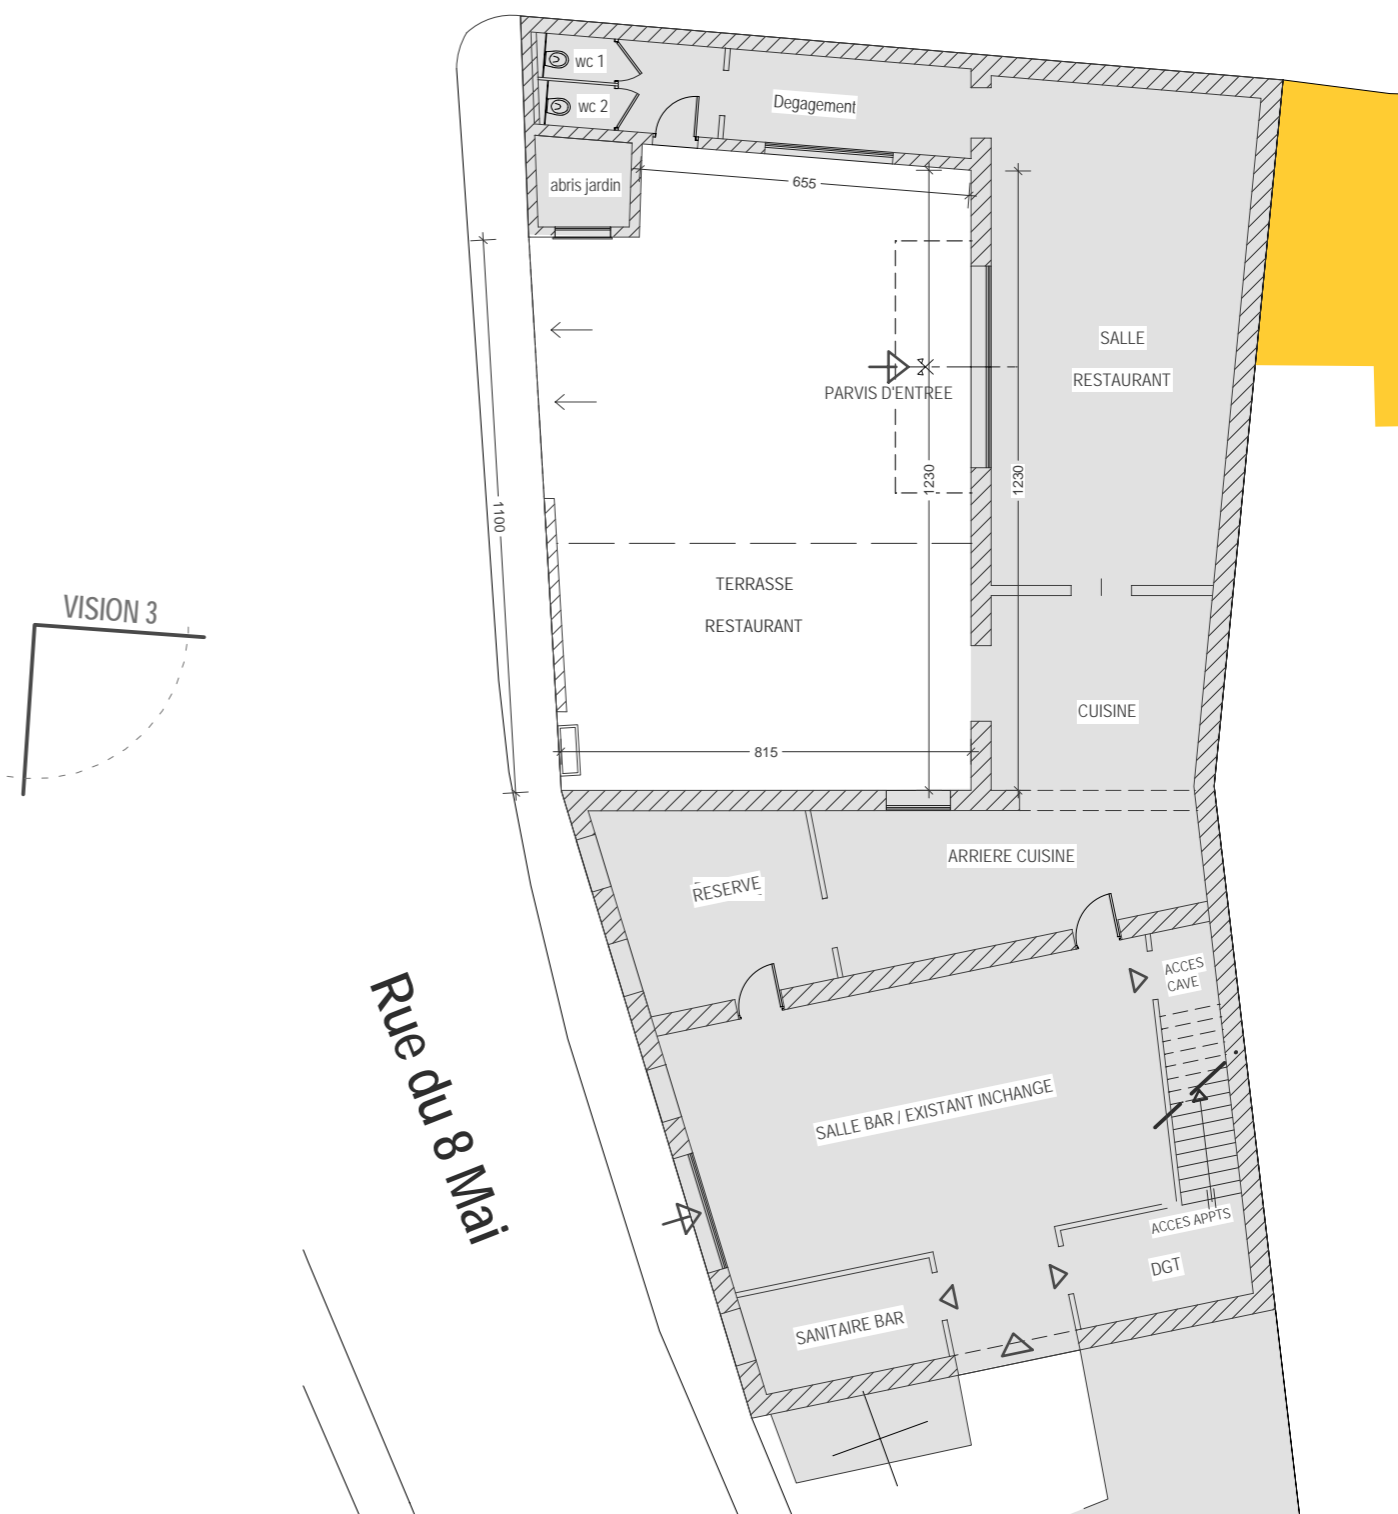 wc 1
wc 2
Degagement
abris jardin
655
SALLE
RESTAURANT
PARVIS D'ENTREE
1230
1230
1100
TERRASSE
RESTAURANT
VISION 3
CUISINE
815
ARRIERE CUISINE
RESERVE
ACCES
CAVE
Rue du 8 Mai
SALLE BAR / EXISTANT INCHANGE
ACCES APPTS
DGT
SANITAIRE BAR